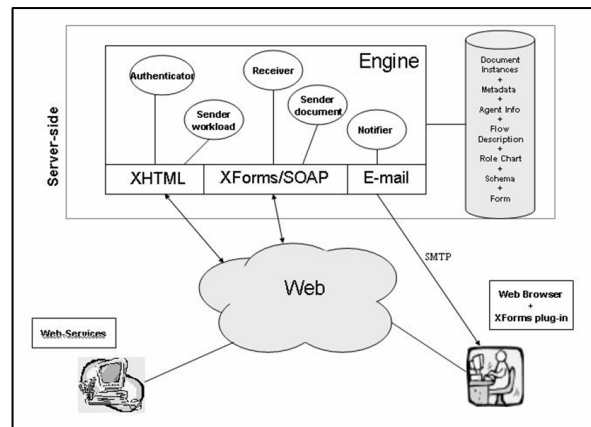 Server-side
Engine
Authenticator
Receiver
Sender
workload
Sender
document
Notifier
XHTML
XForms/SOAP
E-mail
Document
Instances
+
Metadata
+
Agent Info
+
Flow
Description
+
Role Chart
+
Schema
+
Form
SMTP
Web
Web Browser
+
XForms plug-in
Web-Services